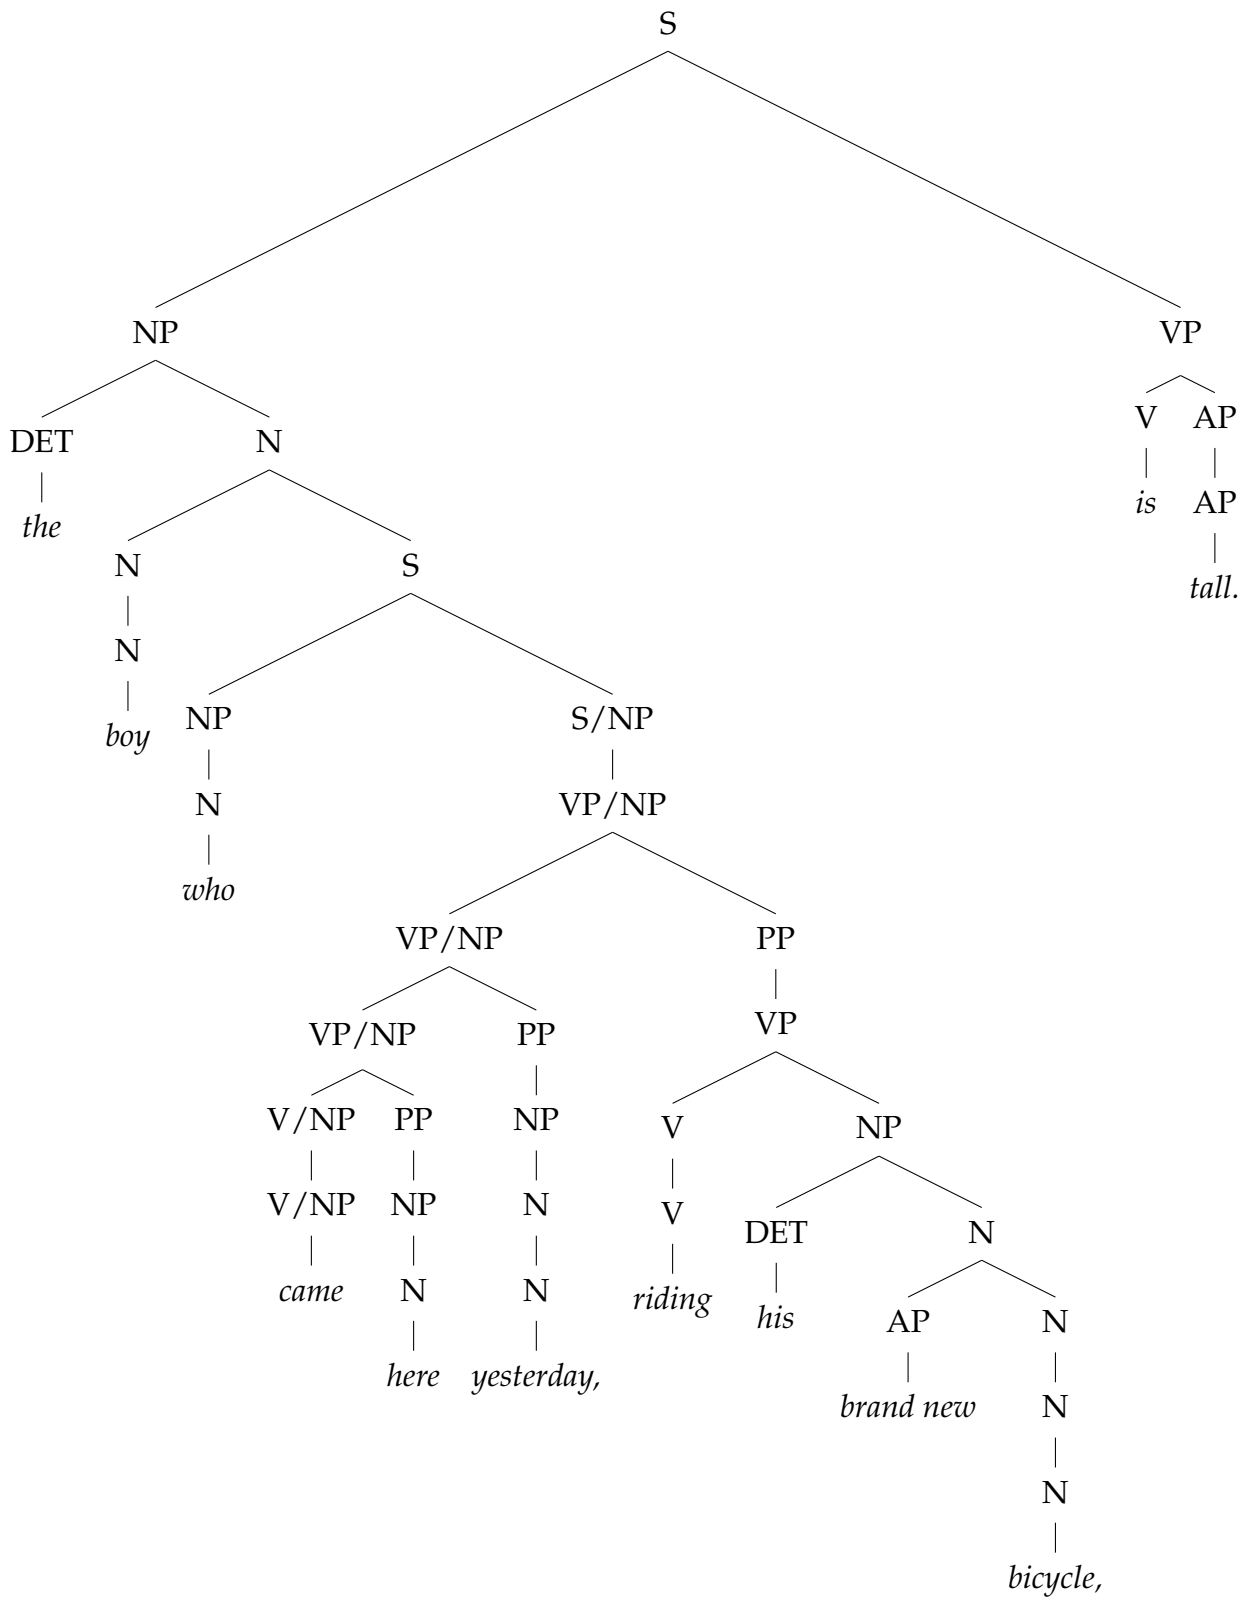 S
NP VP
DET N V AP
the is AP
N S tall.
N
boy NP S/NP
N VP/NP
who
VP/NP PP
VP/NP PP VP
V/NP PP NP V NP
V/NP NP N V DET N
came N N riding his AP N
here yesterday, brand new N
N
bicycle,